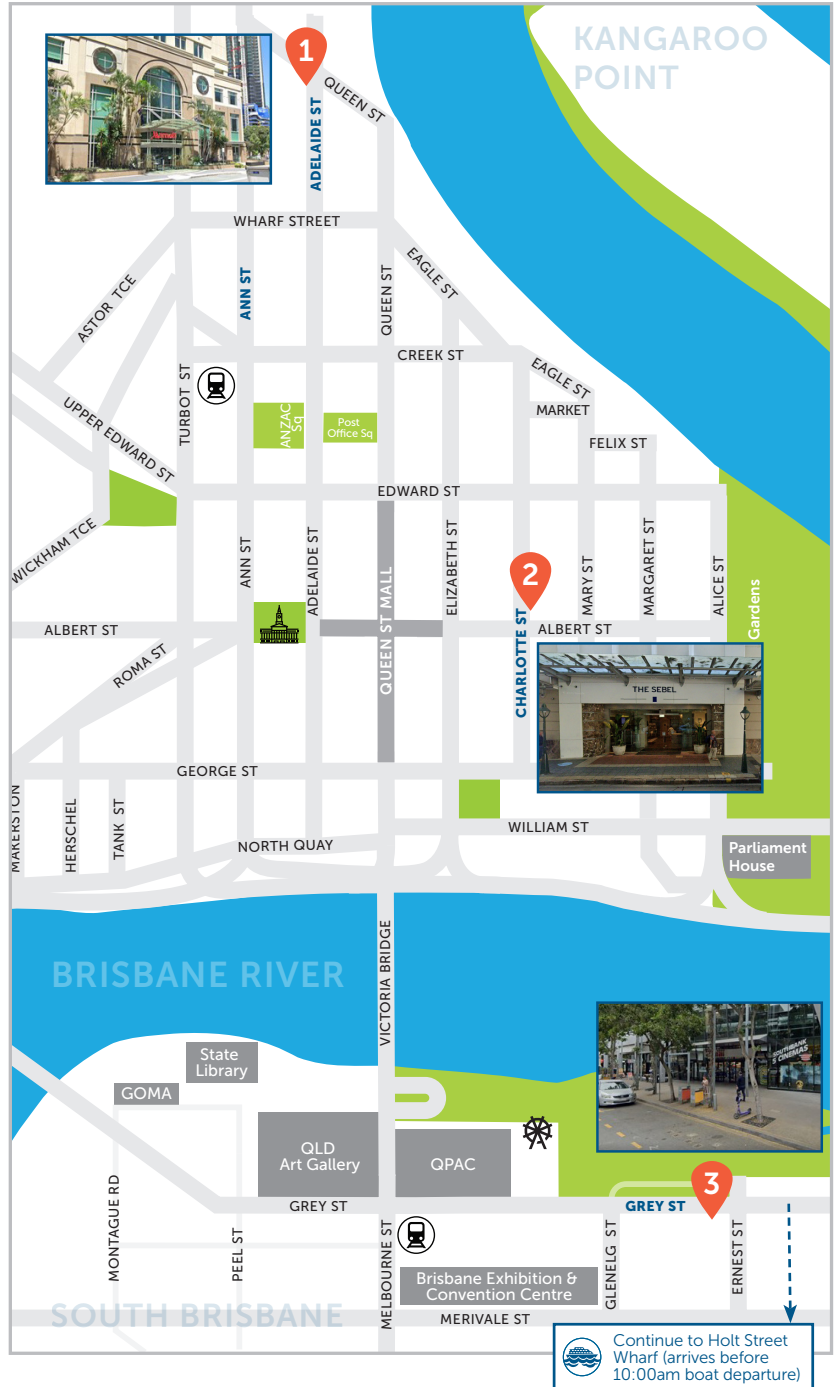 KANGAROO
POINT
1
QUEEN ST
ADELAIDE ST
Marriott
WHARF STREET
ANN ST
QUEEN ST
EAGLE ST
ASTOR TCE
CREEK ST
EAGLE ST
TURBOT ST
MARKET
ANZAC
Sq
Post
Office Sq
UPPER EDWARD ST
FELIX ST
EDWARD ST
WICKHAM TCE
ANN ST
ADELAIDE ST
QUEEN ST MALL
ELIZABETH ST
2
MARY ST
MARGARET ST
ALICE ST
Gardens
ALBERT ST
CHARLOTTE ST
ALBERT ST
ROMA ST
THE SEBEL
GEORGE ST
MAKERSTON
HERSCHEL
TANK ST
WILLIAM ST
NORTH QUAY
Parliament
House
BRISBANE RIVER
VICTORIA BRIDGE
SOUTHBANK
5 CINEMAS
State
Library
GOMA
QLD
Art Gallery
QPAC
3
MONTAGUE RD
PEEL ST
GREY ST
GREY ST
MELBOURNE ST
GLENELG ST
ERNEST ST
Brisbane Exhibition &
Convention Centre
SOUTH BRISBANE
MERIVALE ST
Continue to Holt Street
Wharf (arrives before
10:00am boat departure)